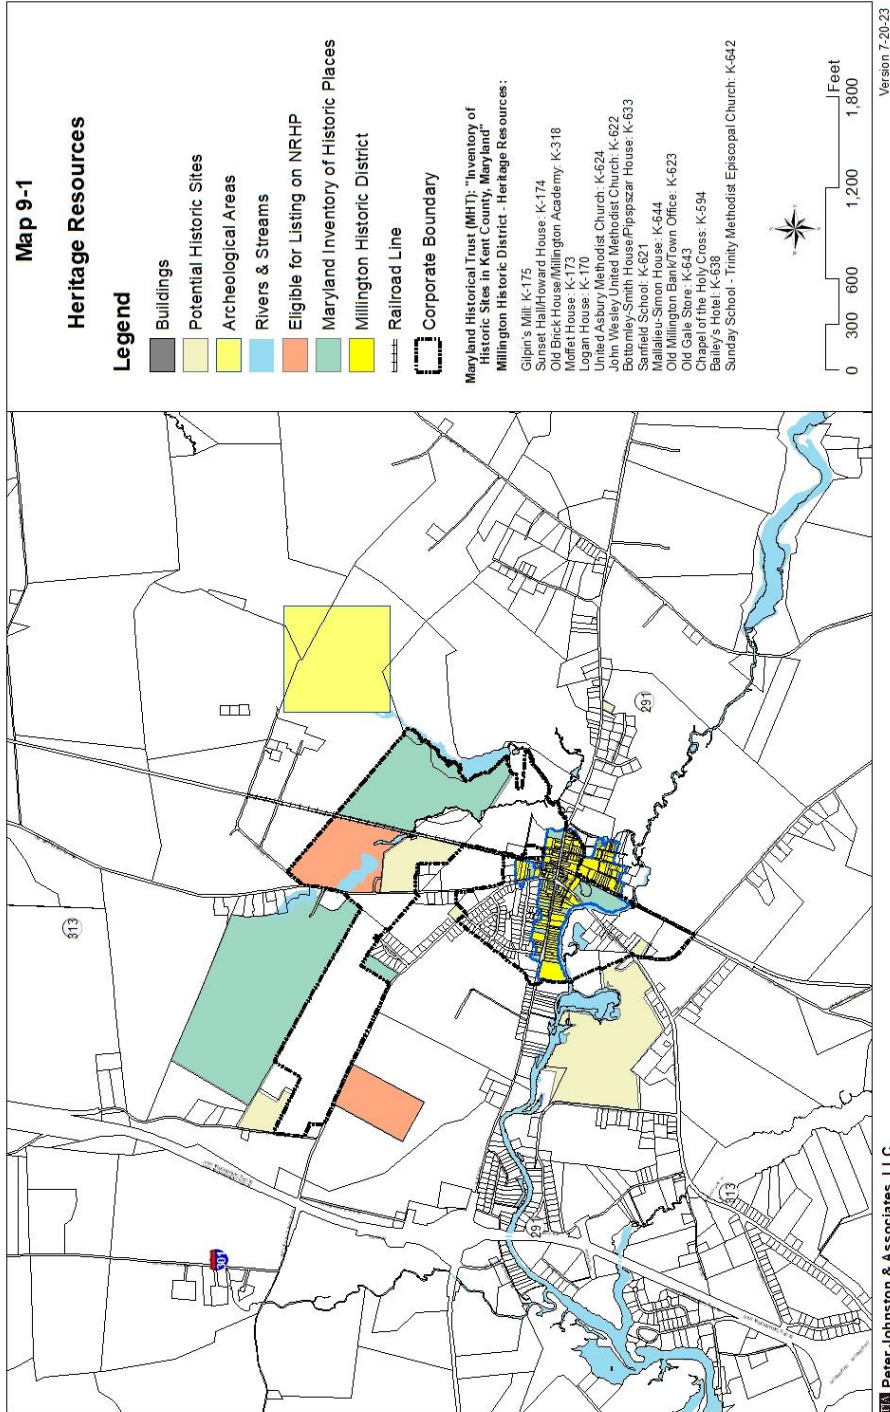 Map 9-1
Heritage Resources
Legend
Buildings
Potential Historic Sites
Archeological Areas
Rivers & Streams
Eligible for Listing on NRHP
Maryland Inventory of Historic Places
Millington Historic District
Railroad Line
Corporate Boundary
Maryland Historical Trust (MHT): "Inventory of
Historic Sites in Kent County, Maryland"
Millington Historic District - Heritage Resources:
Gilpin's Mill: K-175
Sunset Hall/Howard House: K-174
Old Brick House/Millington Academy: K-318
Moffet House: K-173
Logan House: K-170
United Asbury Methodist Church: K-624
John Wesley United Methodist Church: K-622
Bottomley-Smith House/Pipspszar House: K-633
Sanfield School: K-621
Mallalieu-Simon House: K-644
Old Millington Bank/Town Office: K-623
Old Gale Store: K-643
Chapel of the Holy Cross: K-594
Bailey's Hotel: K-638
Sunday School - Trinity Methodist Episcopal Church: K-642
0 300 600 1,200 1,800
Feet
313
301
291
291
313
Peter Johnston & Associates, LLC
Version 7-20-23